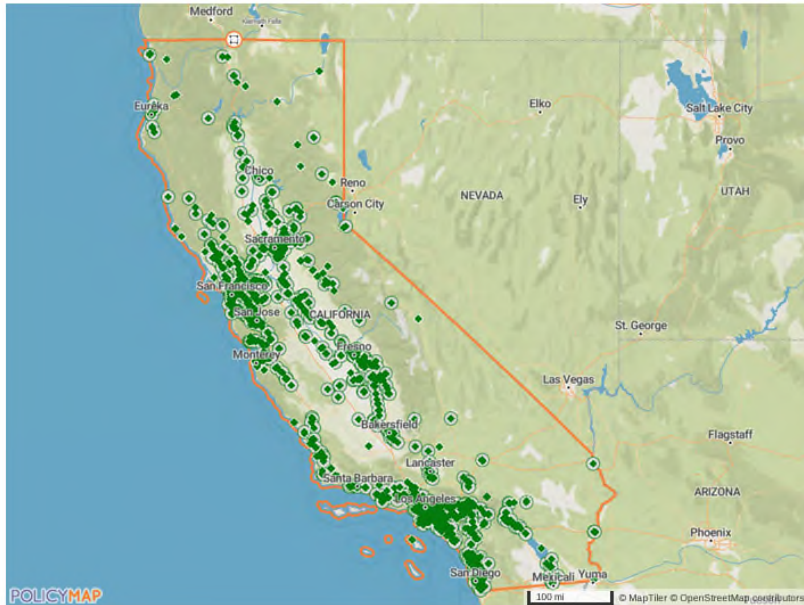 Medford
Klamath Falls
Eureka
Elko
Salt Lake City
Provo
Chico
Reno
Carson City
NEVADA
Ely
UTAH
Sacramento
San Francisco
San Jose
CALIFORNIA
St. George
Monterey
Fresno
Las Vegas
Bakersfield
Flagstaff
Lancaster
Santa Barbara
Los Angeles
ARIZONA
Phoenix
San Diego
Mexicali
Yuma
POLICYMAP
100 mi
© MapTiler © OpenStreetMap contributors